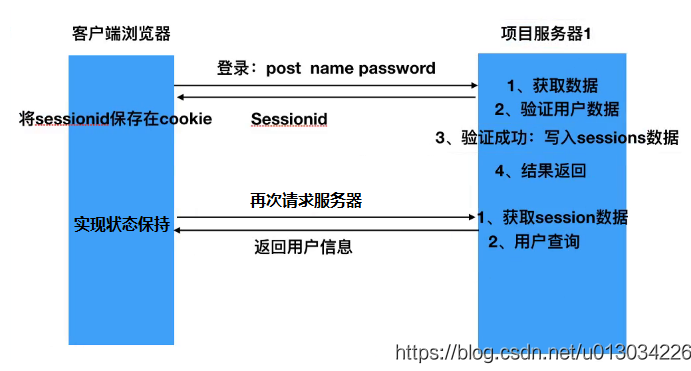 客户端浏览器
项目服务器1
登录：post name password
1、获取数据
2、验证用户数据
将sessionid保存在cookie
Sessionid
3、验证成功：写入sessions数据
4、结果返回
再次请求服务器
实现状态保持
1、获取session数据
2、用户查询
返回用户信息
https://blog.csdn.net/u013034226